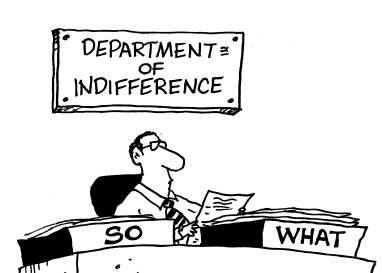 DEPARTMENT
OF
INDIFFERENCE
SO
WHAT